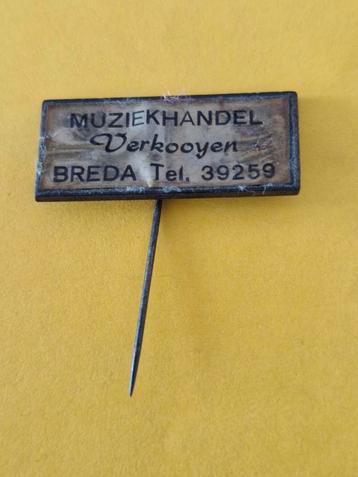 MUZIEKHANDEL
Verkooyen
BREDA Tel. 39259